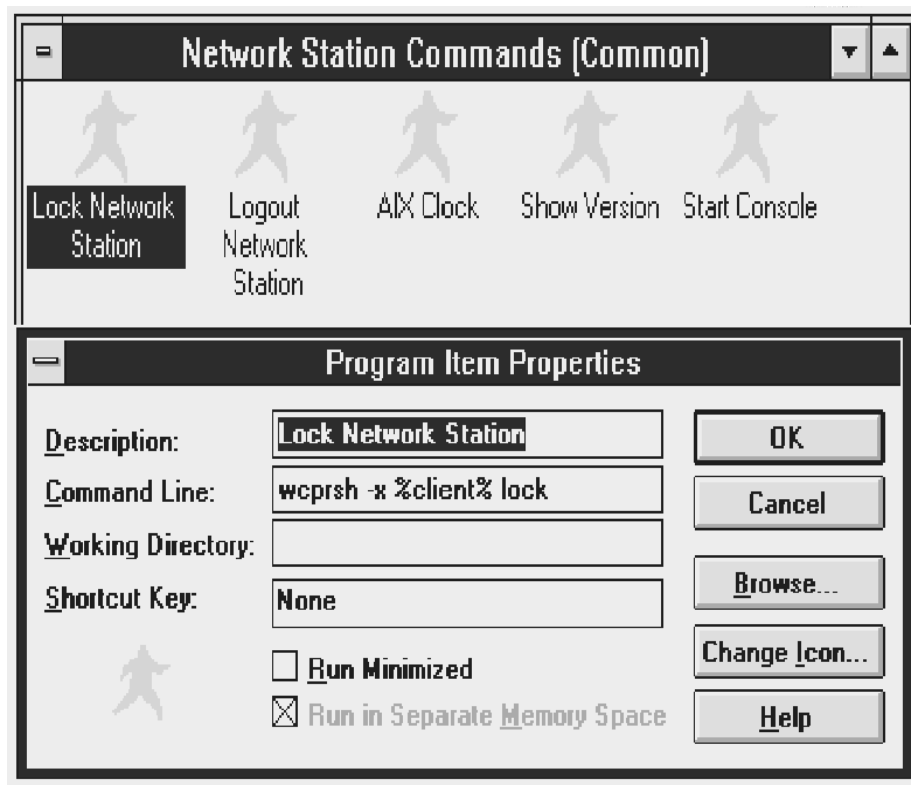 Network Station Commands (Common)
Lock Network
Station
Logout
Network
Station
AIX Clock
Show Version
Start Console
Program Item Properties
Description:
Lock Network Station
OK
Command Line:
wcprsh -x %client% lock
Cancel
Working Directory:
Browse...
Shortcut Key:
None
Change Icon...
Run Minimized
Run in Separate Memory Space
Help